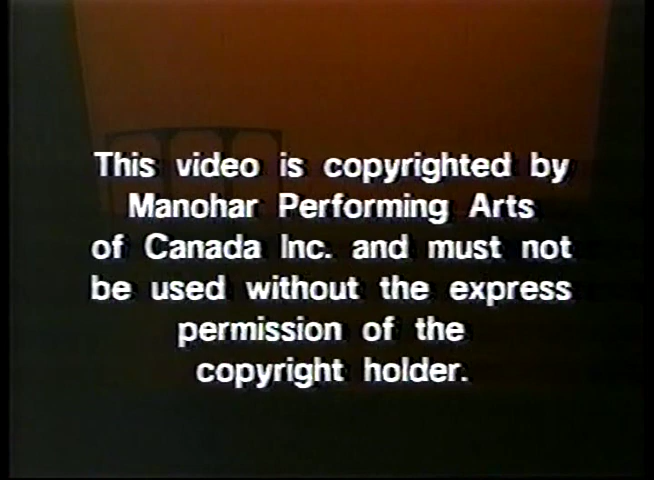 This video is copyrighted by
Manohar Performing Arts
of Canada Inc. and must not
be used without the express
permission of the
copyright holder.